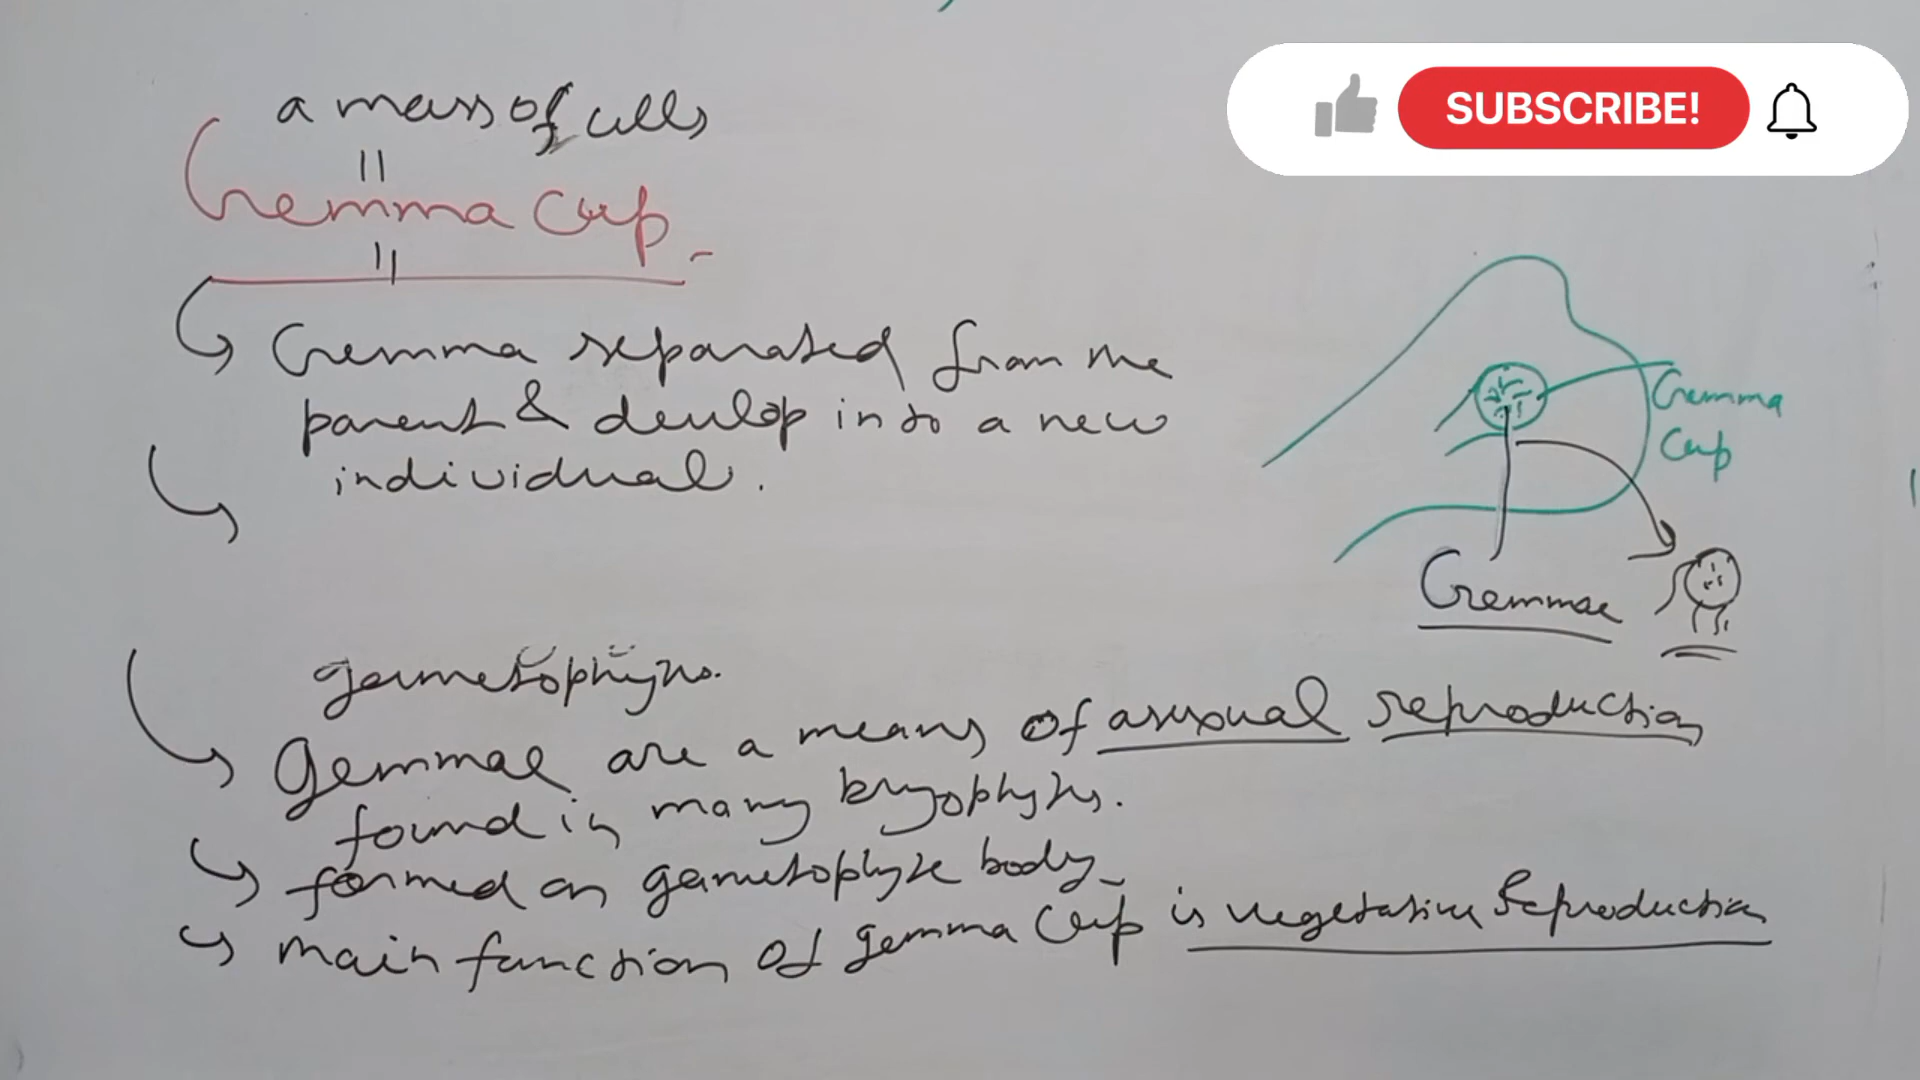 a mass of cells
SUBSCRIBE!
Gemma Cup
Gemma separated from the
parent & develop into a new
individual.
Gemma
Cup
Gemmae
gametophytes.
Gemmae are a means of asexual reproduction
found in many bryophytes.
formed on gametophyte body
main function of gemma cup is vegetative reproduction